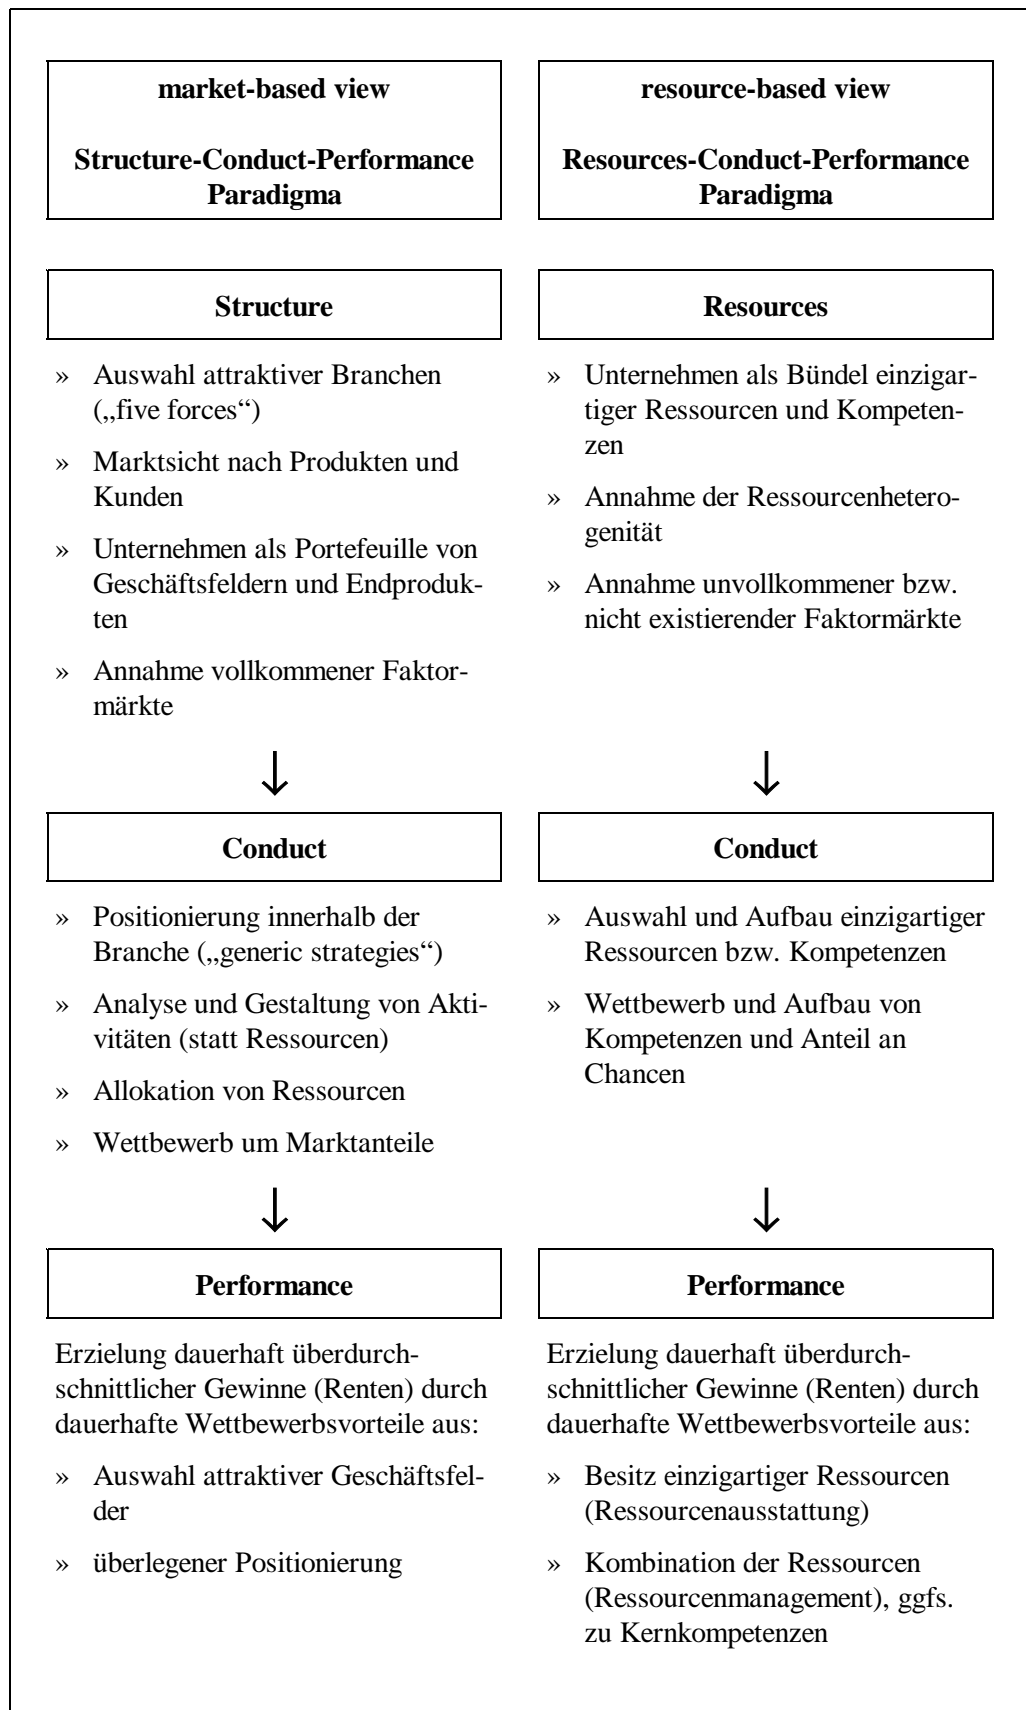 market-based view
Structure-Conduct-Performance
Paradigma
resource-based view
Resources-Conduct-Performance
Paradigma
Structure
» Auswahl attraktiver Branchen
(„five forces“)
» Marktsicht nach Produkten und
Kunden
» Unternehmen als Portefeuille von
Geschäftsfeldern und Endproduk-
ten
» Annahme vollkommener Faktor-
märkte
Resources
» Unternehmen als Bündel einzigar-
tiger Ressourcen und Kompeten-
zen
» Annahme der Ressourcenhetero-
genität
» Annahme unvollkommener bzw.
nicht existierender Faktormärkte
↓
↓
Conduct
» Positionierung innerhalb der
Branche („generic strategies“)
» Analyse und Gestaltung von Akti-
vitäten (statt Ressourcen)
» Allokation von Ressourcen
» Wettbewerb um Marktanteile
Conduct
» Auswahl und Aufbau einzigartiger
Ressourcen bzw. Kompetenzen
» Wettbewerb und Aufbau von
Kompetenzen und Anteil an
Chancen
↓
↓
Performance
Erzielung dauerhaft überdurch-
schnittlicher Gewinne (Renten) durch
dauerhafte Wettbewerbsvorteile aus:
» Auswahl attraktiver Geschäftsfel-
der
» überlegener Positionierung
Performance
Erzielung dauerhaft überdurch-
schnittlicher Gewinne (Renten) durch
dauerhafte Wettbewerbsvorteile aus:
» Besitz einzigartiger Ressourcen
(Ressourcenausstattung)
» Kombination der Ressourcen
(Ressourcenmanagement), ggfs.
zu Kernkompetenzen